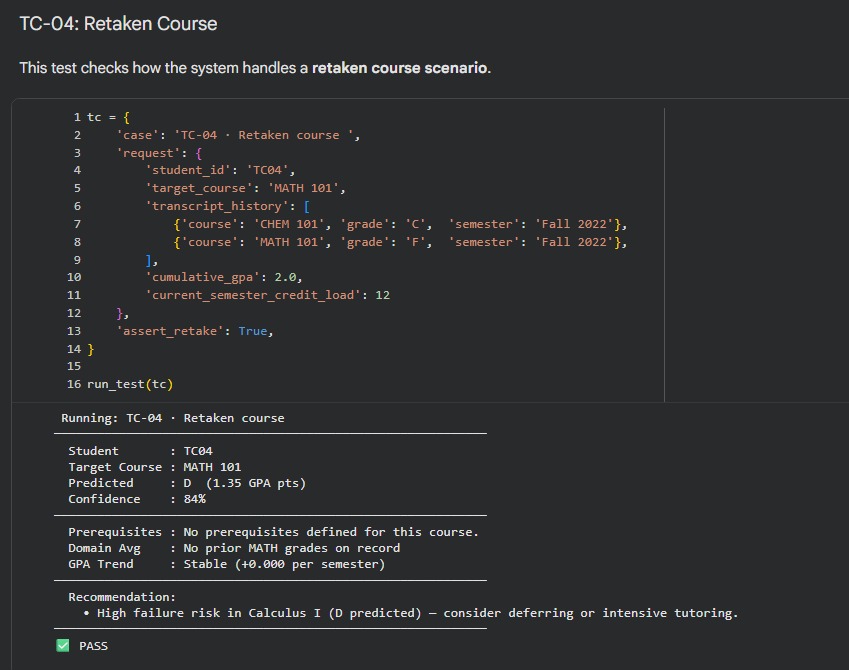 TC-04: Retaken Course
This test checks how the system handles a retaken course scenario.
1 tc = {
2     'case': 'TC-04 · Retaken course ',
3     'request': {
4         'student_id': 'TC04',
5         'target_course': 'MATH 101',
6         'transcript_history': [
7             {'course': 'CHEM 101', 'grade': 'C',  'semester': 'Fall 2022'},
8             {'course': 'MATH 101', 'grade': 'F',  'semester': 'Fall 2022'},
9         ],
10         'cumulative_gpa': 2.0,
11         'current_semester_credit_load': 12
12     },
13     'assert_retake': True,
14 }
15
16 run_test(tc)
Running: TC-04 · Retaken course
Student       : TC04
Target Course : MATH 101
Predicted     : D  (1.35 GPA pts)
Confidence    : 84%
Prerequisites : No prerequisites defined for this course.
Domain Avg    : No prior MATH grades on record
GPA Trend     : Stable (+0.000 per semester)
Recommendation:
• High failure risk in Calculus I (D predicted) — consider deferring or intensive tutoring.
✅ PASS